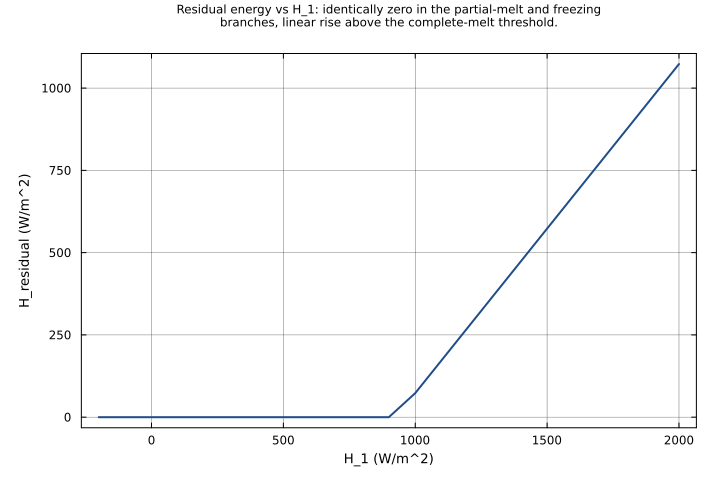 Residual energy vs H_1: identically zero in the partial-melt and freezing
branches, linear rise above the complete-melt threshold.
1000
750
500
250
0
H_residual (W/m^2)
0 500 1000 1500 2000
H_1 (W/m^2)